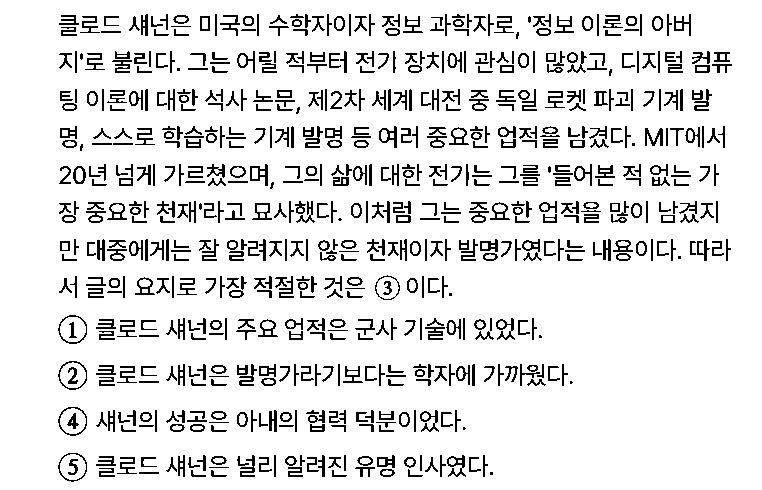 클로드 섀넌은 미국의 수학자이자 정보 과학자로, '정보 이론의 아버
지'로 불린다. 그는 어릴 적부터 전기 장치에 관심이 많았고, 디지털 컴퓨
팅 이론에 대한 석사 논문, 제2차 세계 대전 중 독일 로켓 파괴 기계 발
명, 스스로 학습하는 기계 발명 등 여러 중요한 업적을 남겼다. MIT에서
20년 넘게 가르쳤으며, 그의 삶에 대한 전기는 그를 '들어본 적 없는 가
장 중요한 천재'라고 묘사했다. 이처럼 그는 중요한 업적을 많이 남겼지
만 대중에게는 잘 알려지지 않은 천재이자 발명가였다는 내용이다. 따라
서 글의 요지로 가장 적절한 것은 ③이다.
① 클로드 섀넌의 주요 업적은 군사 기술에 있었다.
② 클로드 섀넌은 발명가라기보다는 학자에 가까웠다.
④ 섀넌의 성공은 아내의 협력 덕분이었다.
⑤ 클로드 섀넌은 널리 알려진 유명 인사였다.